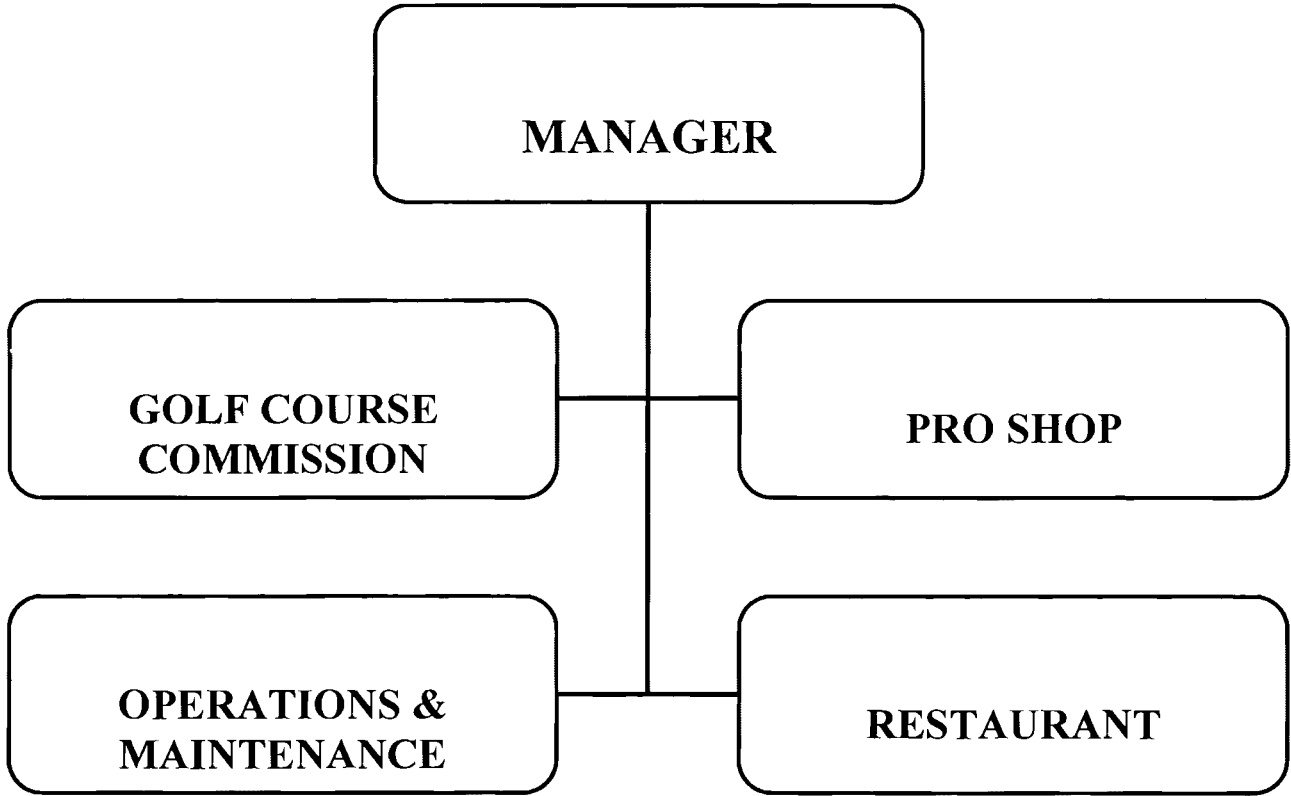 MANAGER
GOLF COURSE
COMMISSION
PRO SHOP
OPERATIONS &
MAINTENANCE
RESTAURANT